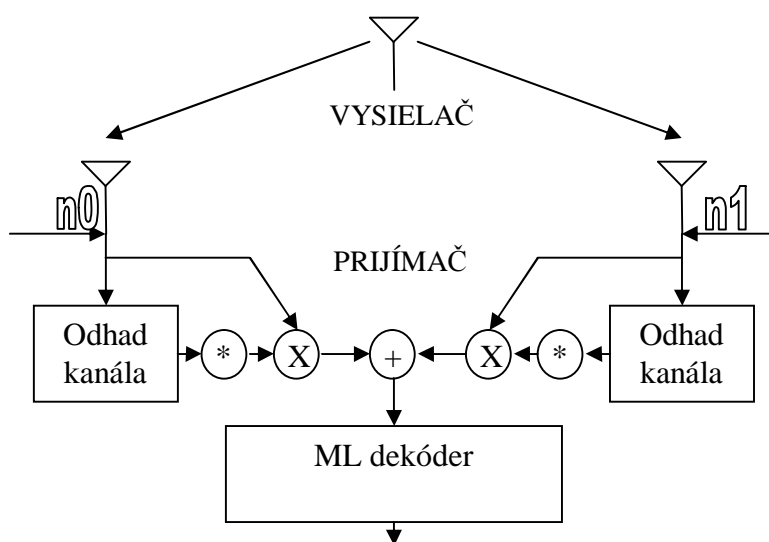 VYSIELAČ
n0
n1
PRIJÍMAČ
Odhad
kanála
*
X
+
X
*
Odhad
kanála
ML dekóder